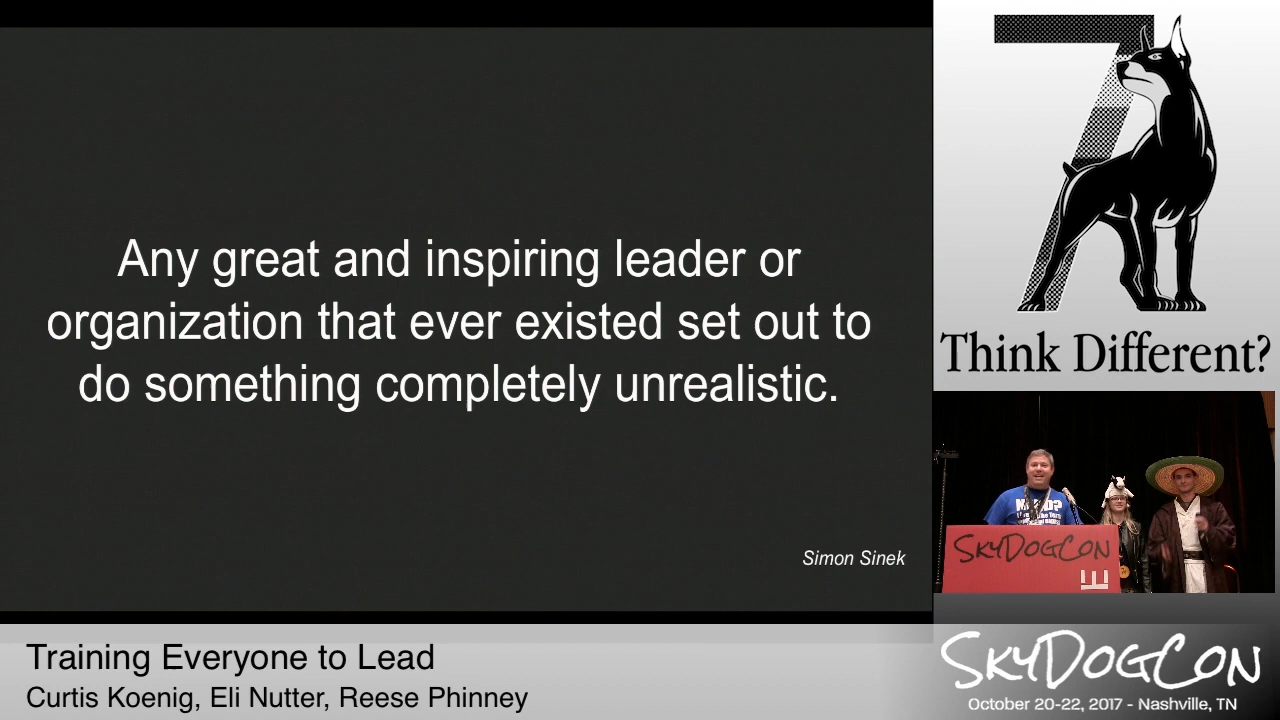 Any great and inspiring leader or
organization that ever existed set out to
do something completely unrealistic.
Simon Sinek
7
Think Different?
SKYDOGCON
Training Everyone to Lead
Curtis Koenig, Eli Nutter, Reese Phinney
SKYDOGCON
October 20-22, 2017 - Nashville, TN